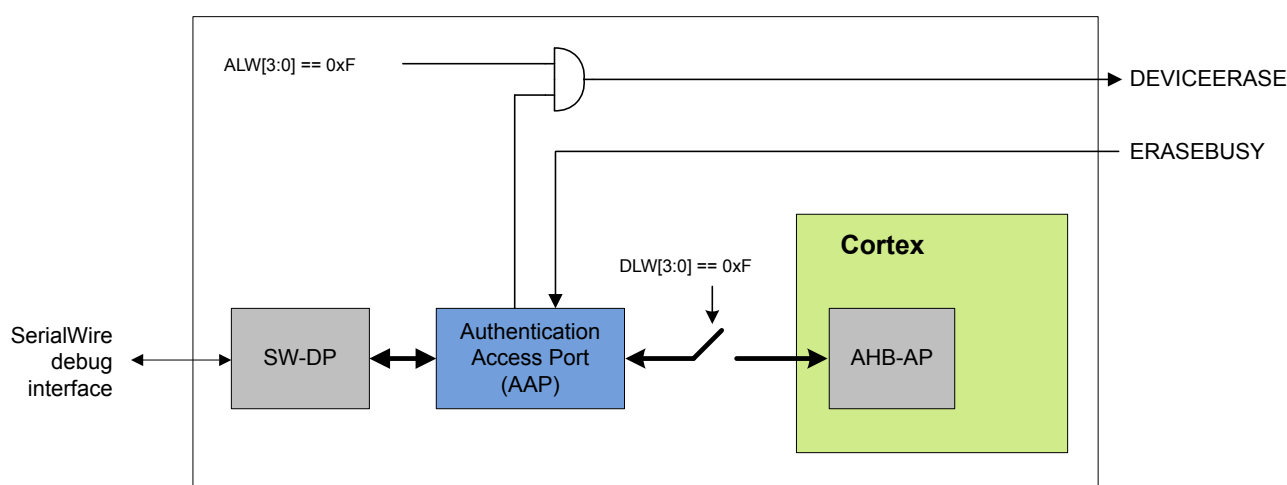 ALW[3:0] == 0xF
DEVICEERASE
ERASEBUSY
Cortex
DLW[3:0] == 0xF
SerialWire
debug
interface
SW-DP
Authentication
Access Port
(AAP)
AHB-AP